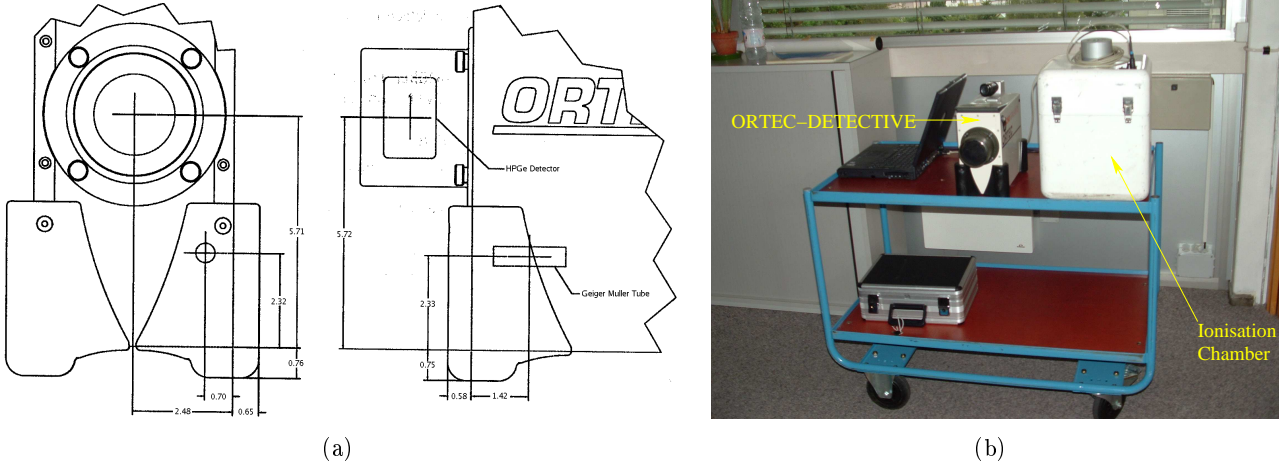 5.71
2.32
0.76
0.70
2.48
0.65
(a)
ORT
HPGe Detector
5.72
Geiger Muller Tube
2.33
0.75
0.58
1.42
ORTEC-DETECTIVE
Ionisation
Chamber
(b)